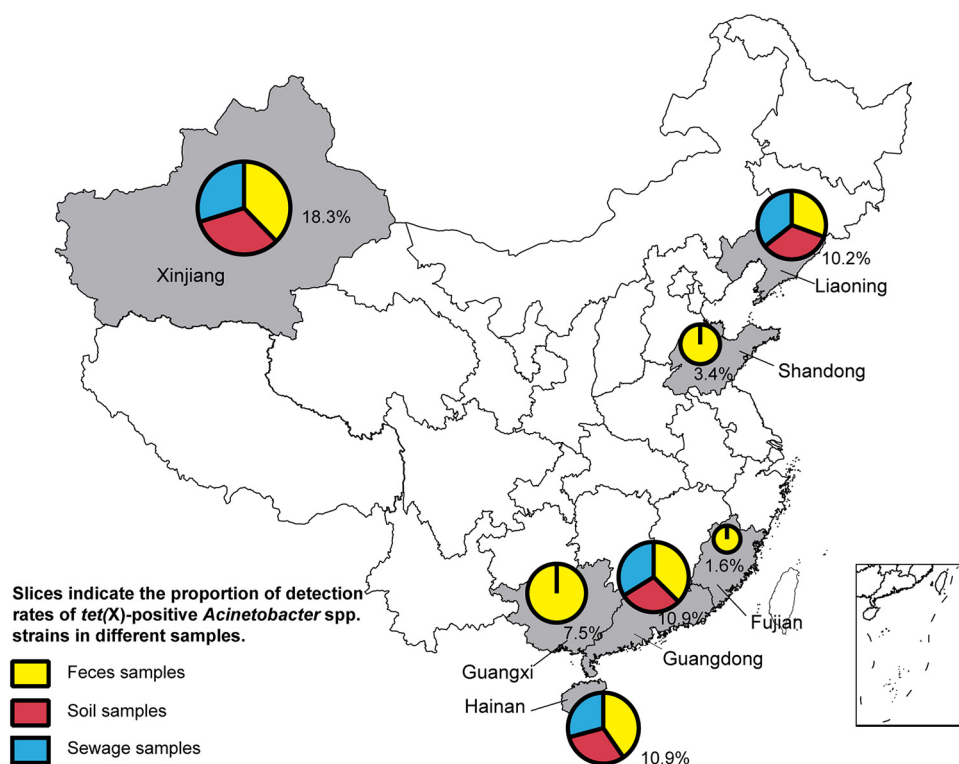 18.3%
Xinjiang
10.2%
Liaoning
Shandong
3.4%
1.6%
Fujian
10.9%
Guangdong
7.5%
Guangxi
Hainan
10.9%
Slices indicate the proportion of detection
rates of tet(X)-positive Acinetobacter spp.
strains in different samples.
Feces samples
Soil samples
Sewage samples